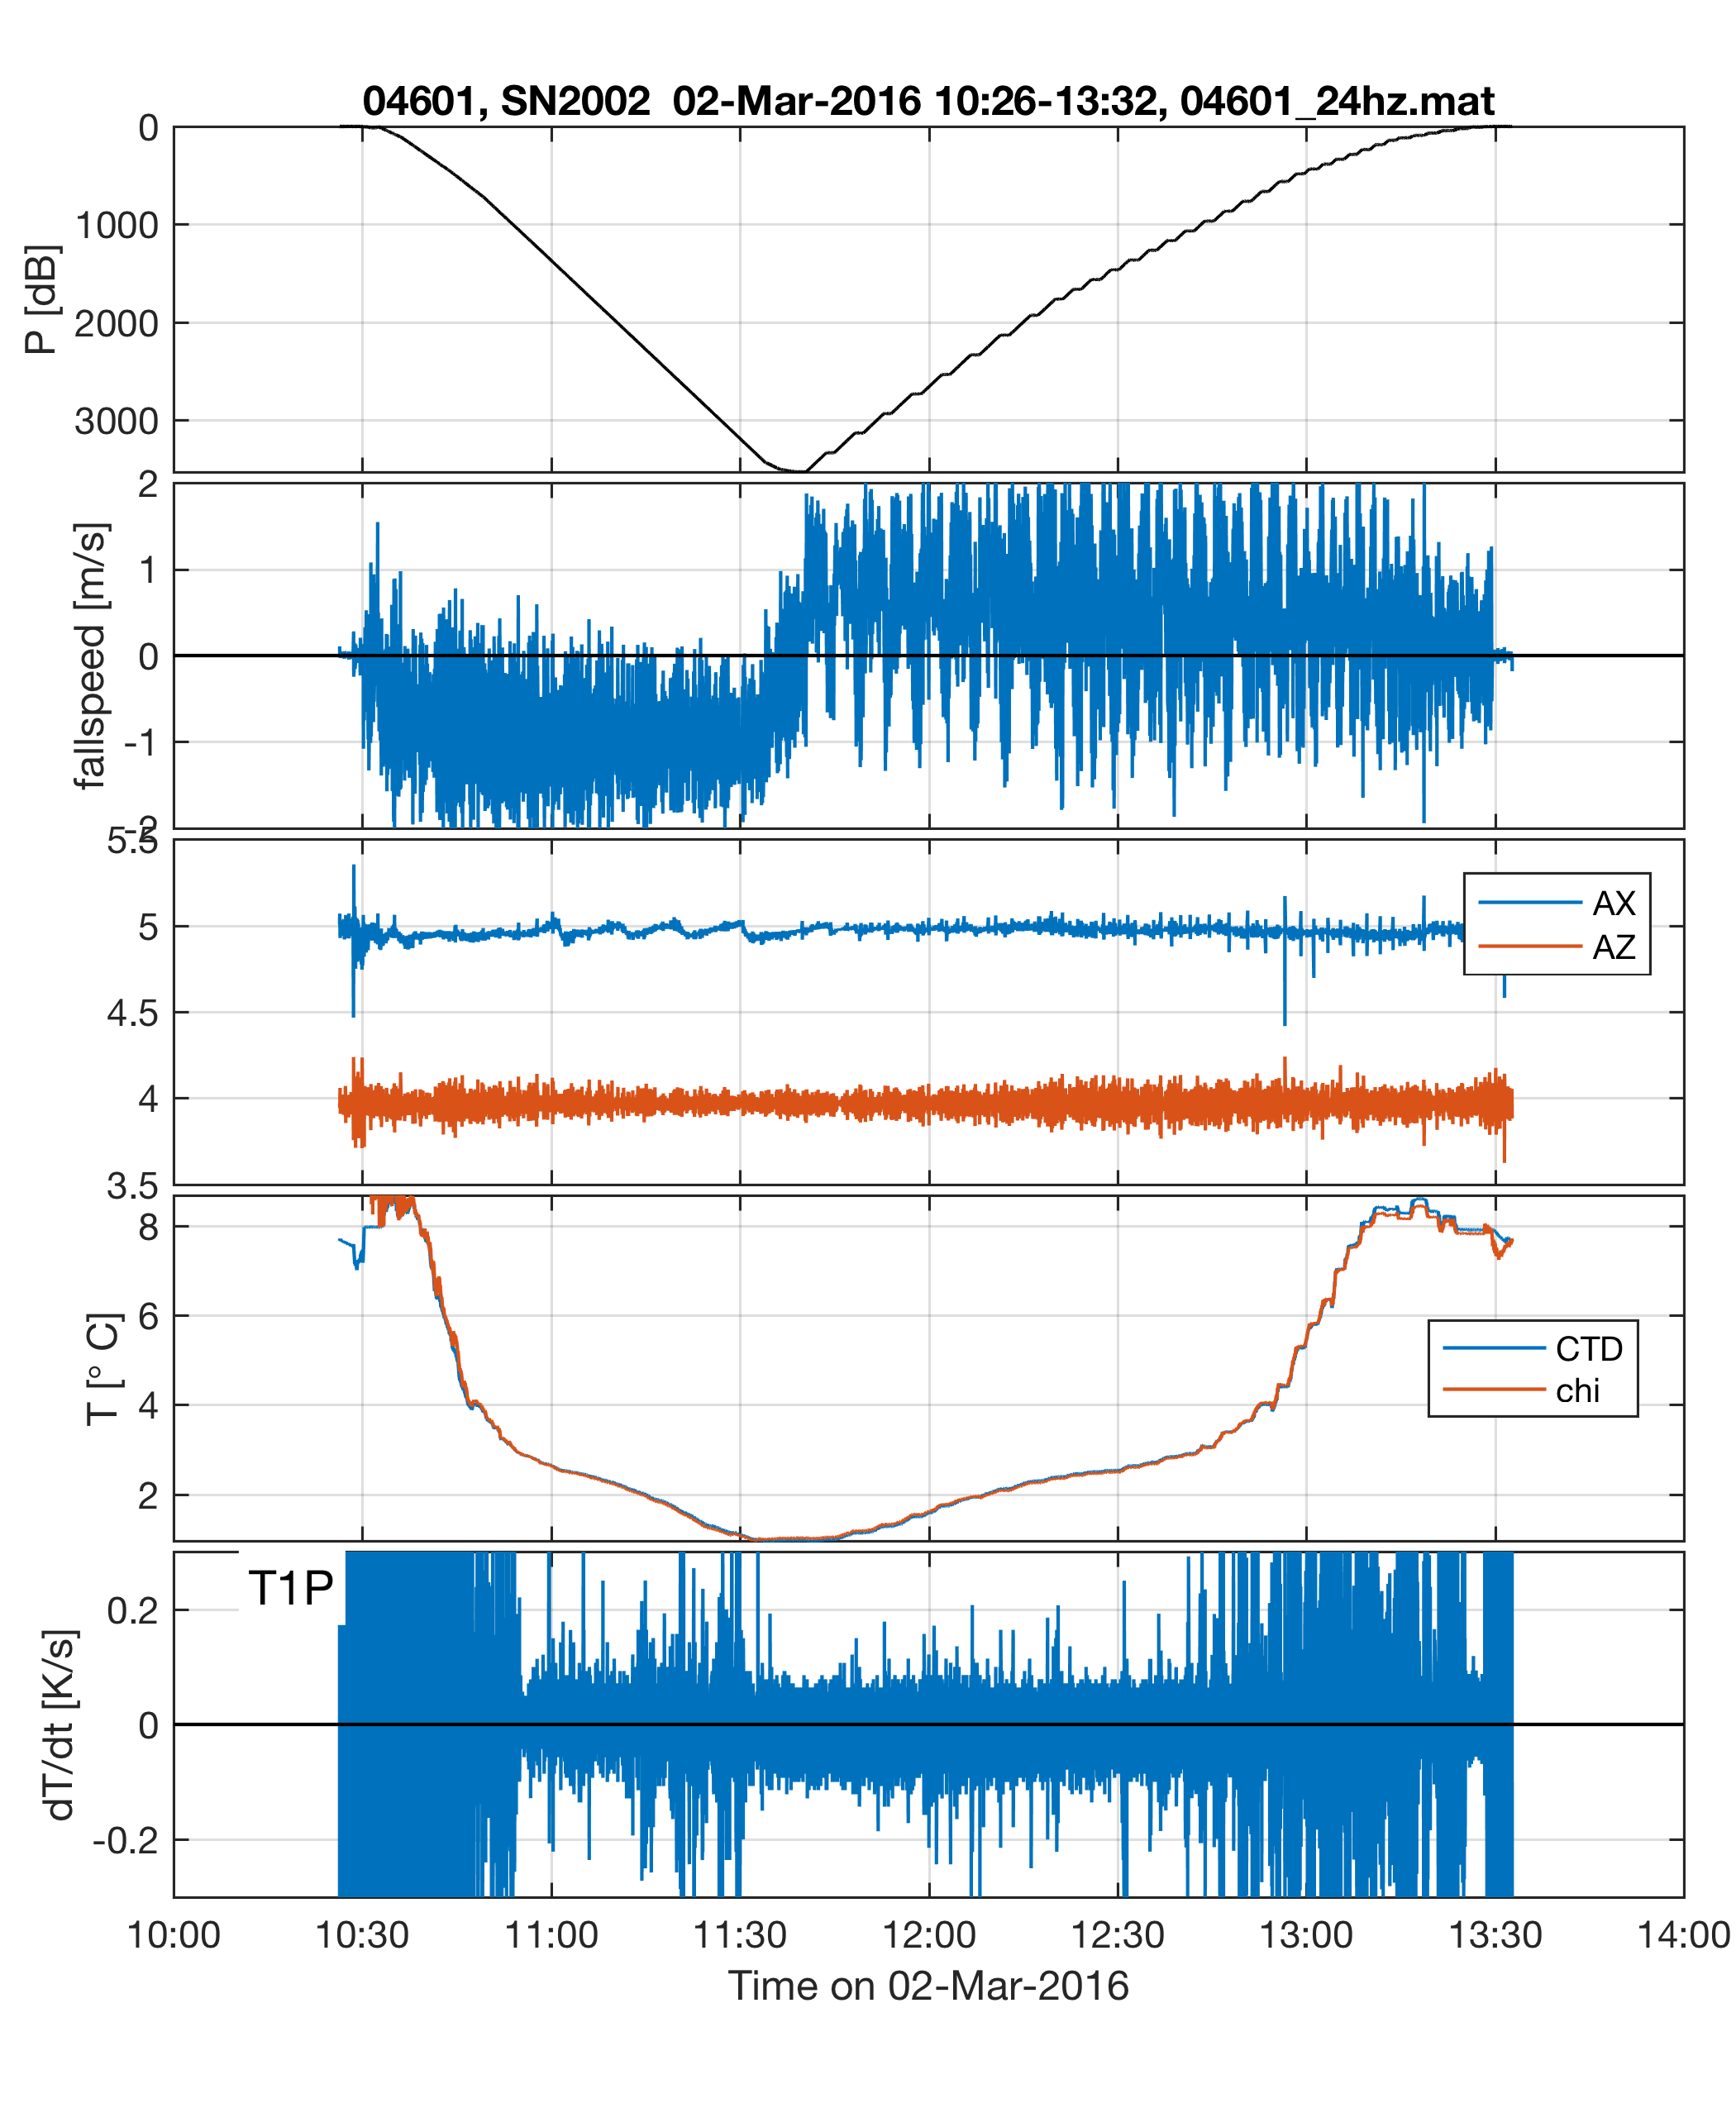 04601, SN2002  02-Mar-2016 10:26-13:32, 04601_24hz.mat
0
1000
2000
3000
P [dB]
2
1
0
-1
-2
fallspeed [m/s]
5.5
5
4.5
4
3.5
AX
AZ
8
6
4
2
T [° C]
CTD
chi
T1P
0.2
0
-0.2
dT/dt [K/s]
10:00 10:30 11:00 11:30 12:00 12:30 13:00 13:30 14:00
Time on 02-Mar-2016